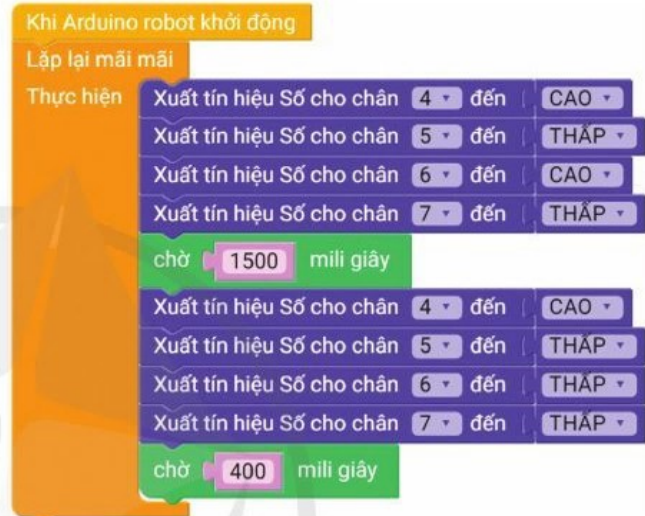 Khi Arduino robot khởi động
Lặp lại mãi mãi
Thực hiện Xuất tín hiệu Số cho chân 4 đến CAO
Xuất tín hiệu Số cho chân 5 đến THẤP
Xuất tín hiệu Số cho chân 6 đến CAO
Xuất tín hiệu Số cho chân 7 đến THẤP
chờ 1500 mili giây
Xuất tín hiệu Số cho chân 4 đến CAO
Xuất tín hiệu Số cho chân 5 đến THẤP
Xuất tín hiệu Số cho chân 6 đến THẤP
Xuất tín hiệu Số cho chân 7 đến THẤP
chờ 400 mili giây